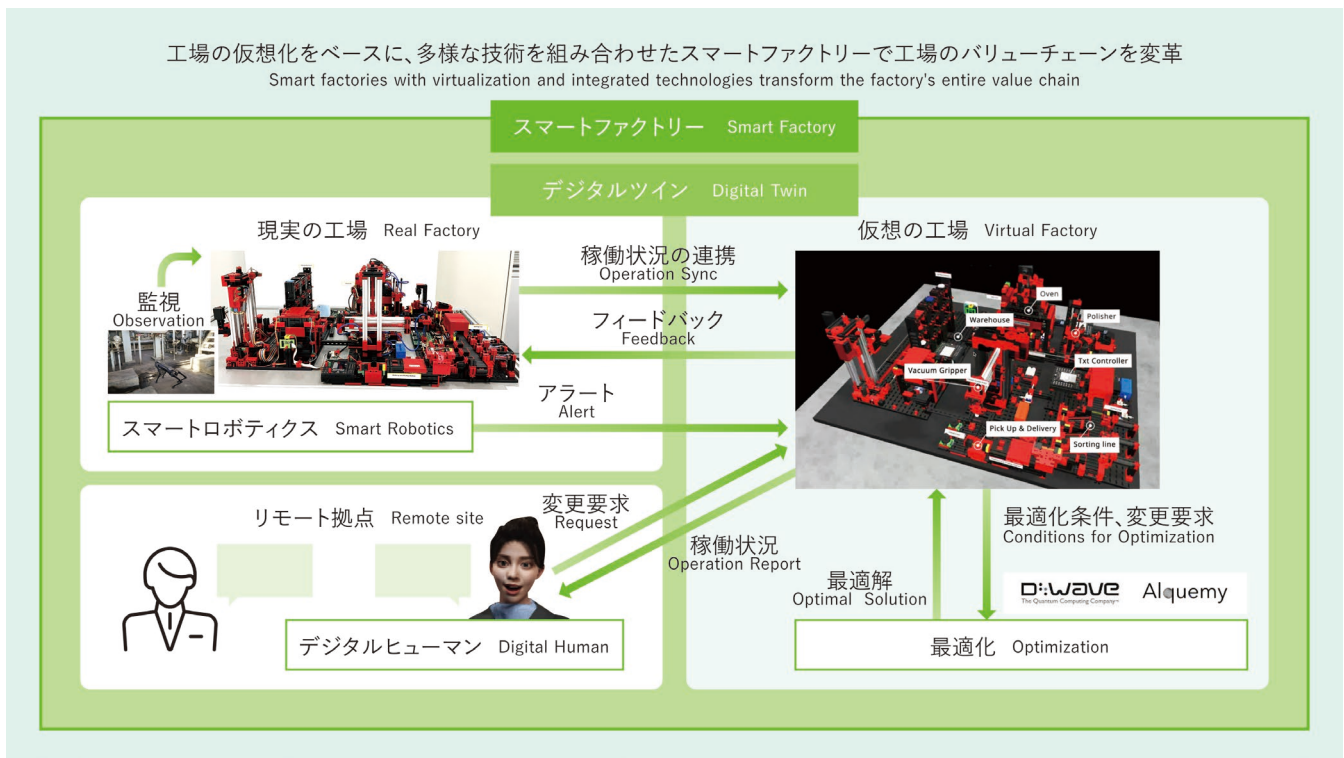 工場の仮想化をベースに、多様な技術を組み合わせたスマートファクトリーで工場のバリューチェーンを変革
Smart factories with virtualization and integrated technologies transform the factory's entire value chain
スマートファクトリー Smart Factory
デジタルツイン Digital Twin
現実の工場 Real Factory
監視
Observation
スマートロボティクス Smart Robotics
稼働状況の連携
Operation Sync
フィードバック
Feedback
アラート
Alert
仮想の工場 Virtual Factory
Oven
Warehouse
Polisher
Txt Controller
Vacuum Gripper
Pick Up & Delivery
Sorting line
リモート拠点 Remote site
変更要求
Request
稼働状況
Operation Report
デジタルヒューマン Digital Human
最適解
Optimal Solution
最適化条件、変更要求
Conditions for Optimization
D:Wave
The Quantum Computing Company™
Alquemy
最適化 Optimization